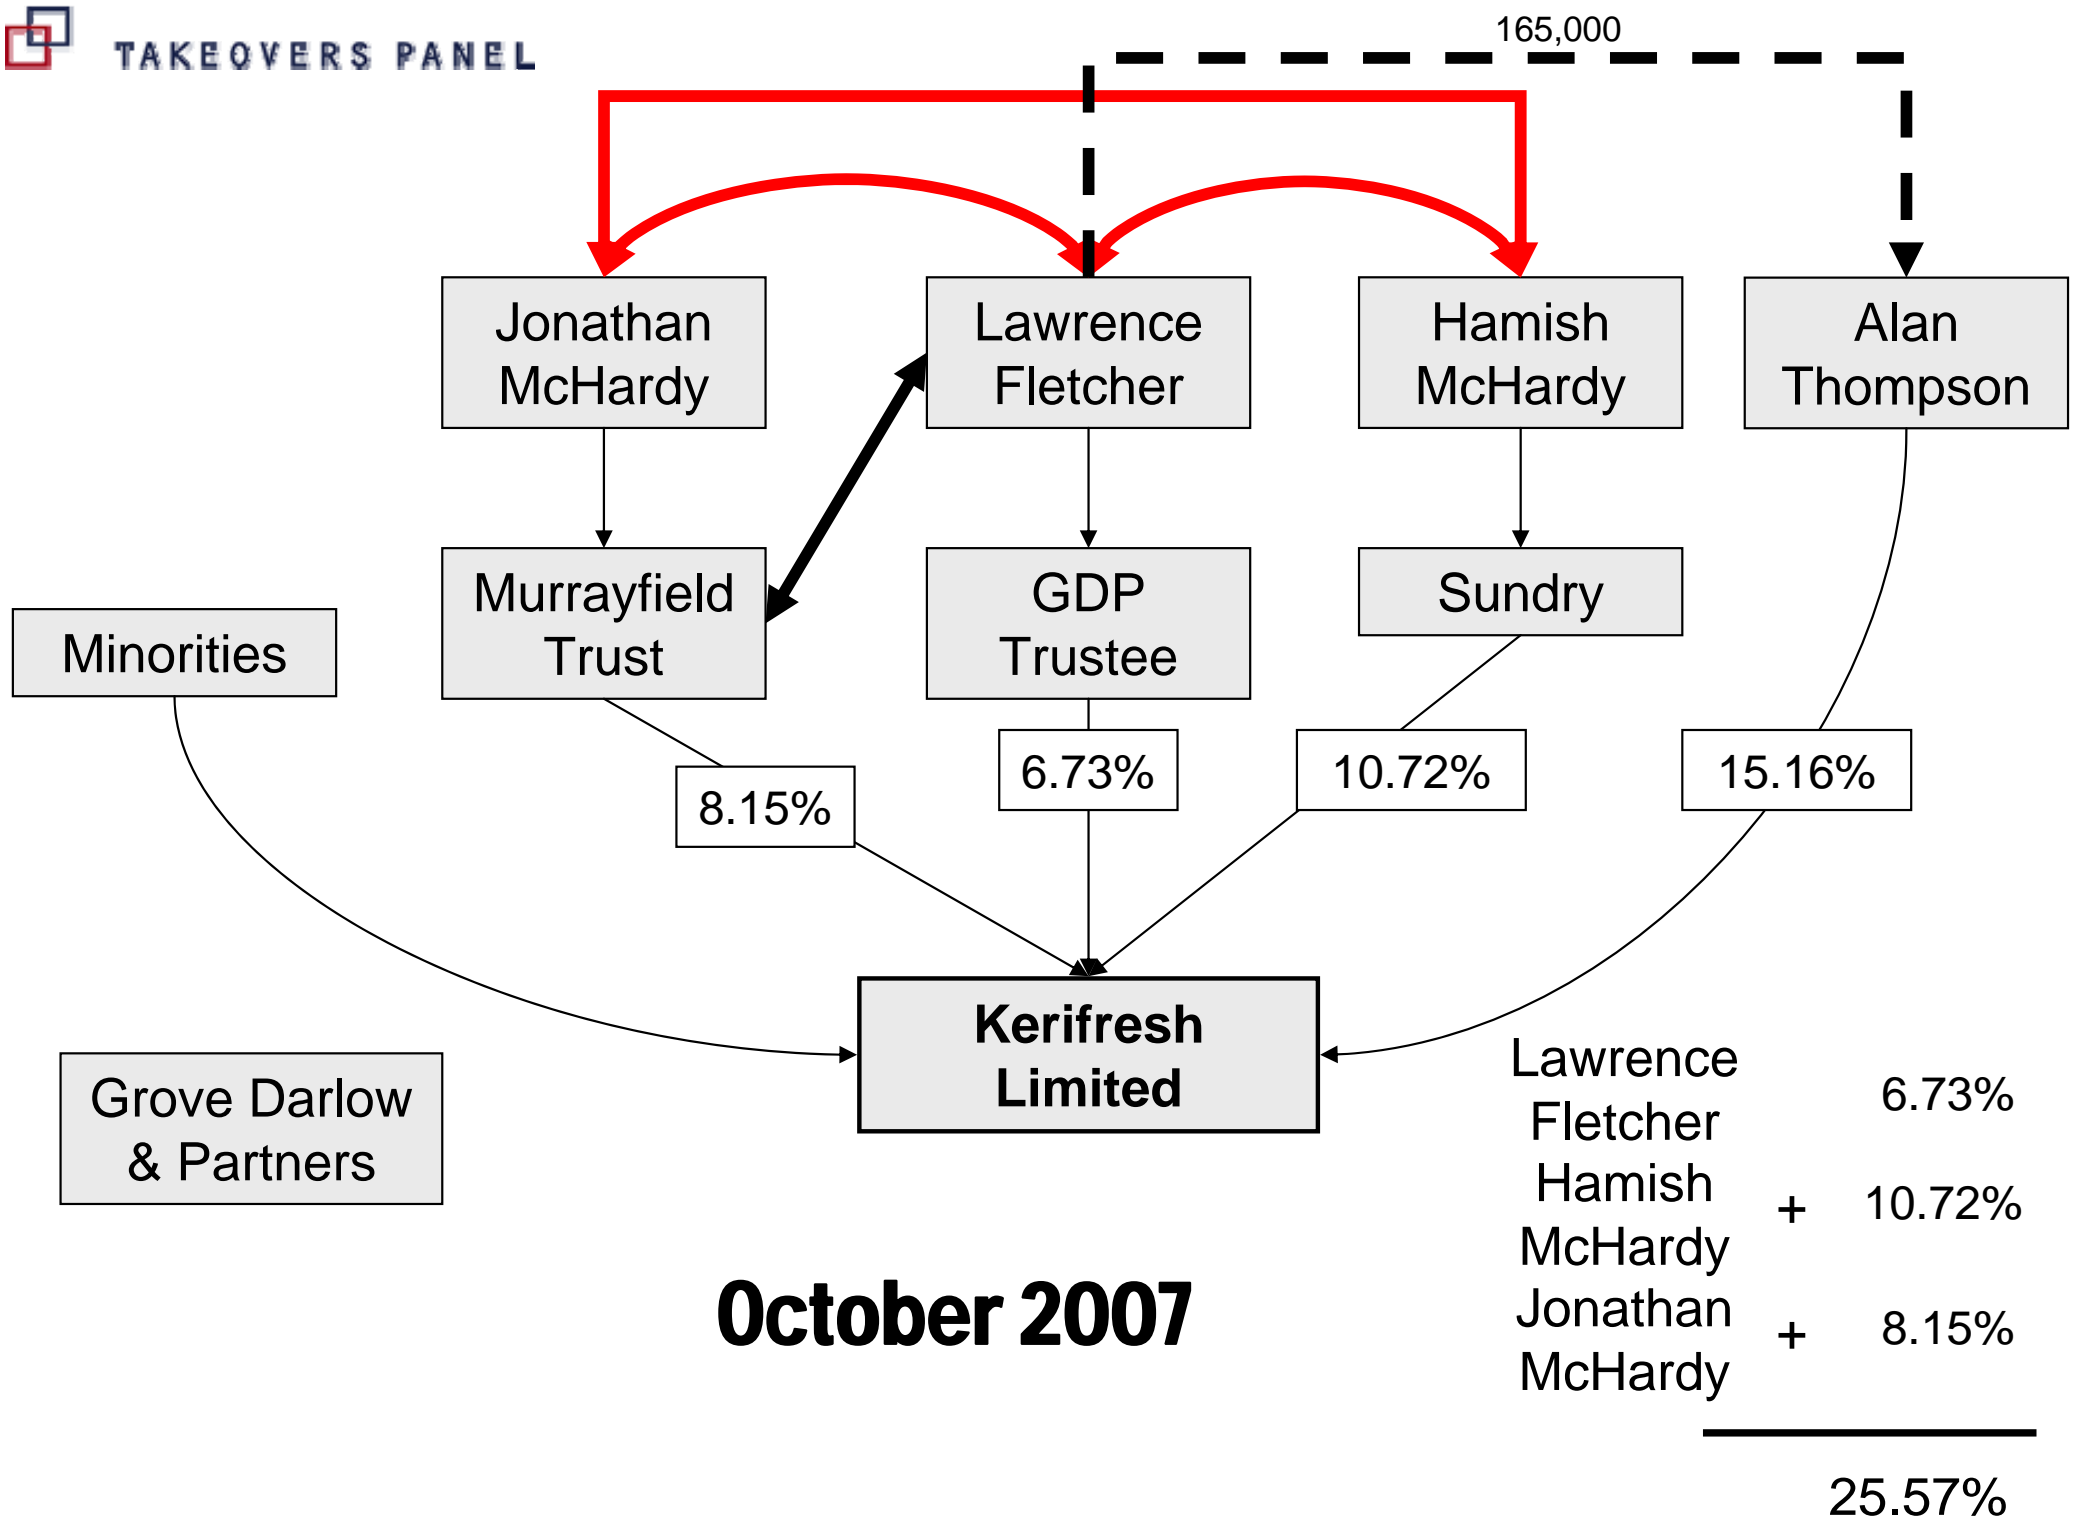 TAKEOVERS PANEL
165,000
Jonathan
McHardy
Lawrence
Fletcher
Hamish
McHardy
Alan
Thompson
Minorities
Murrayfield
Trust
GDP
Trustee
Sundry
8.15%
6.73%
10.72%
15.16%
Kerifresh
Limited
Grove Darlow
& Partners
October 2007
Lawrence
Fletcher
6.73%
Hamish
McHardy
+ 10.72%
Jonathan
McHardy
+ 8.15%
25.57%